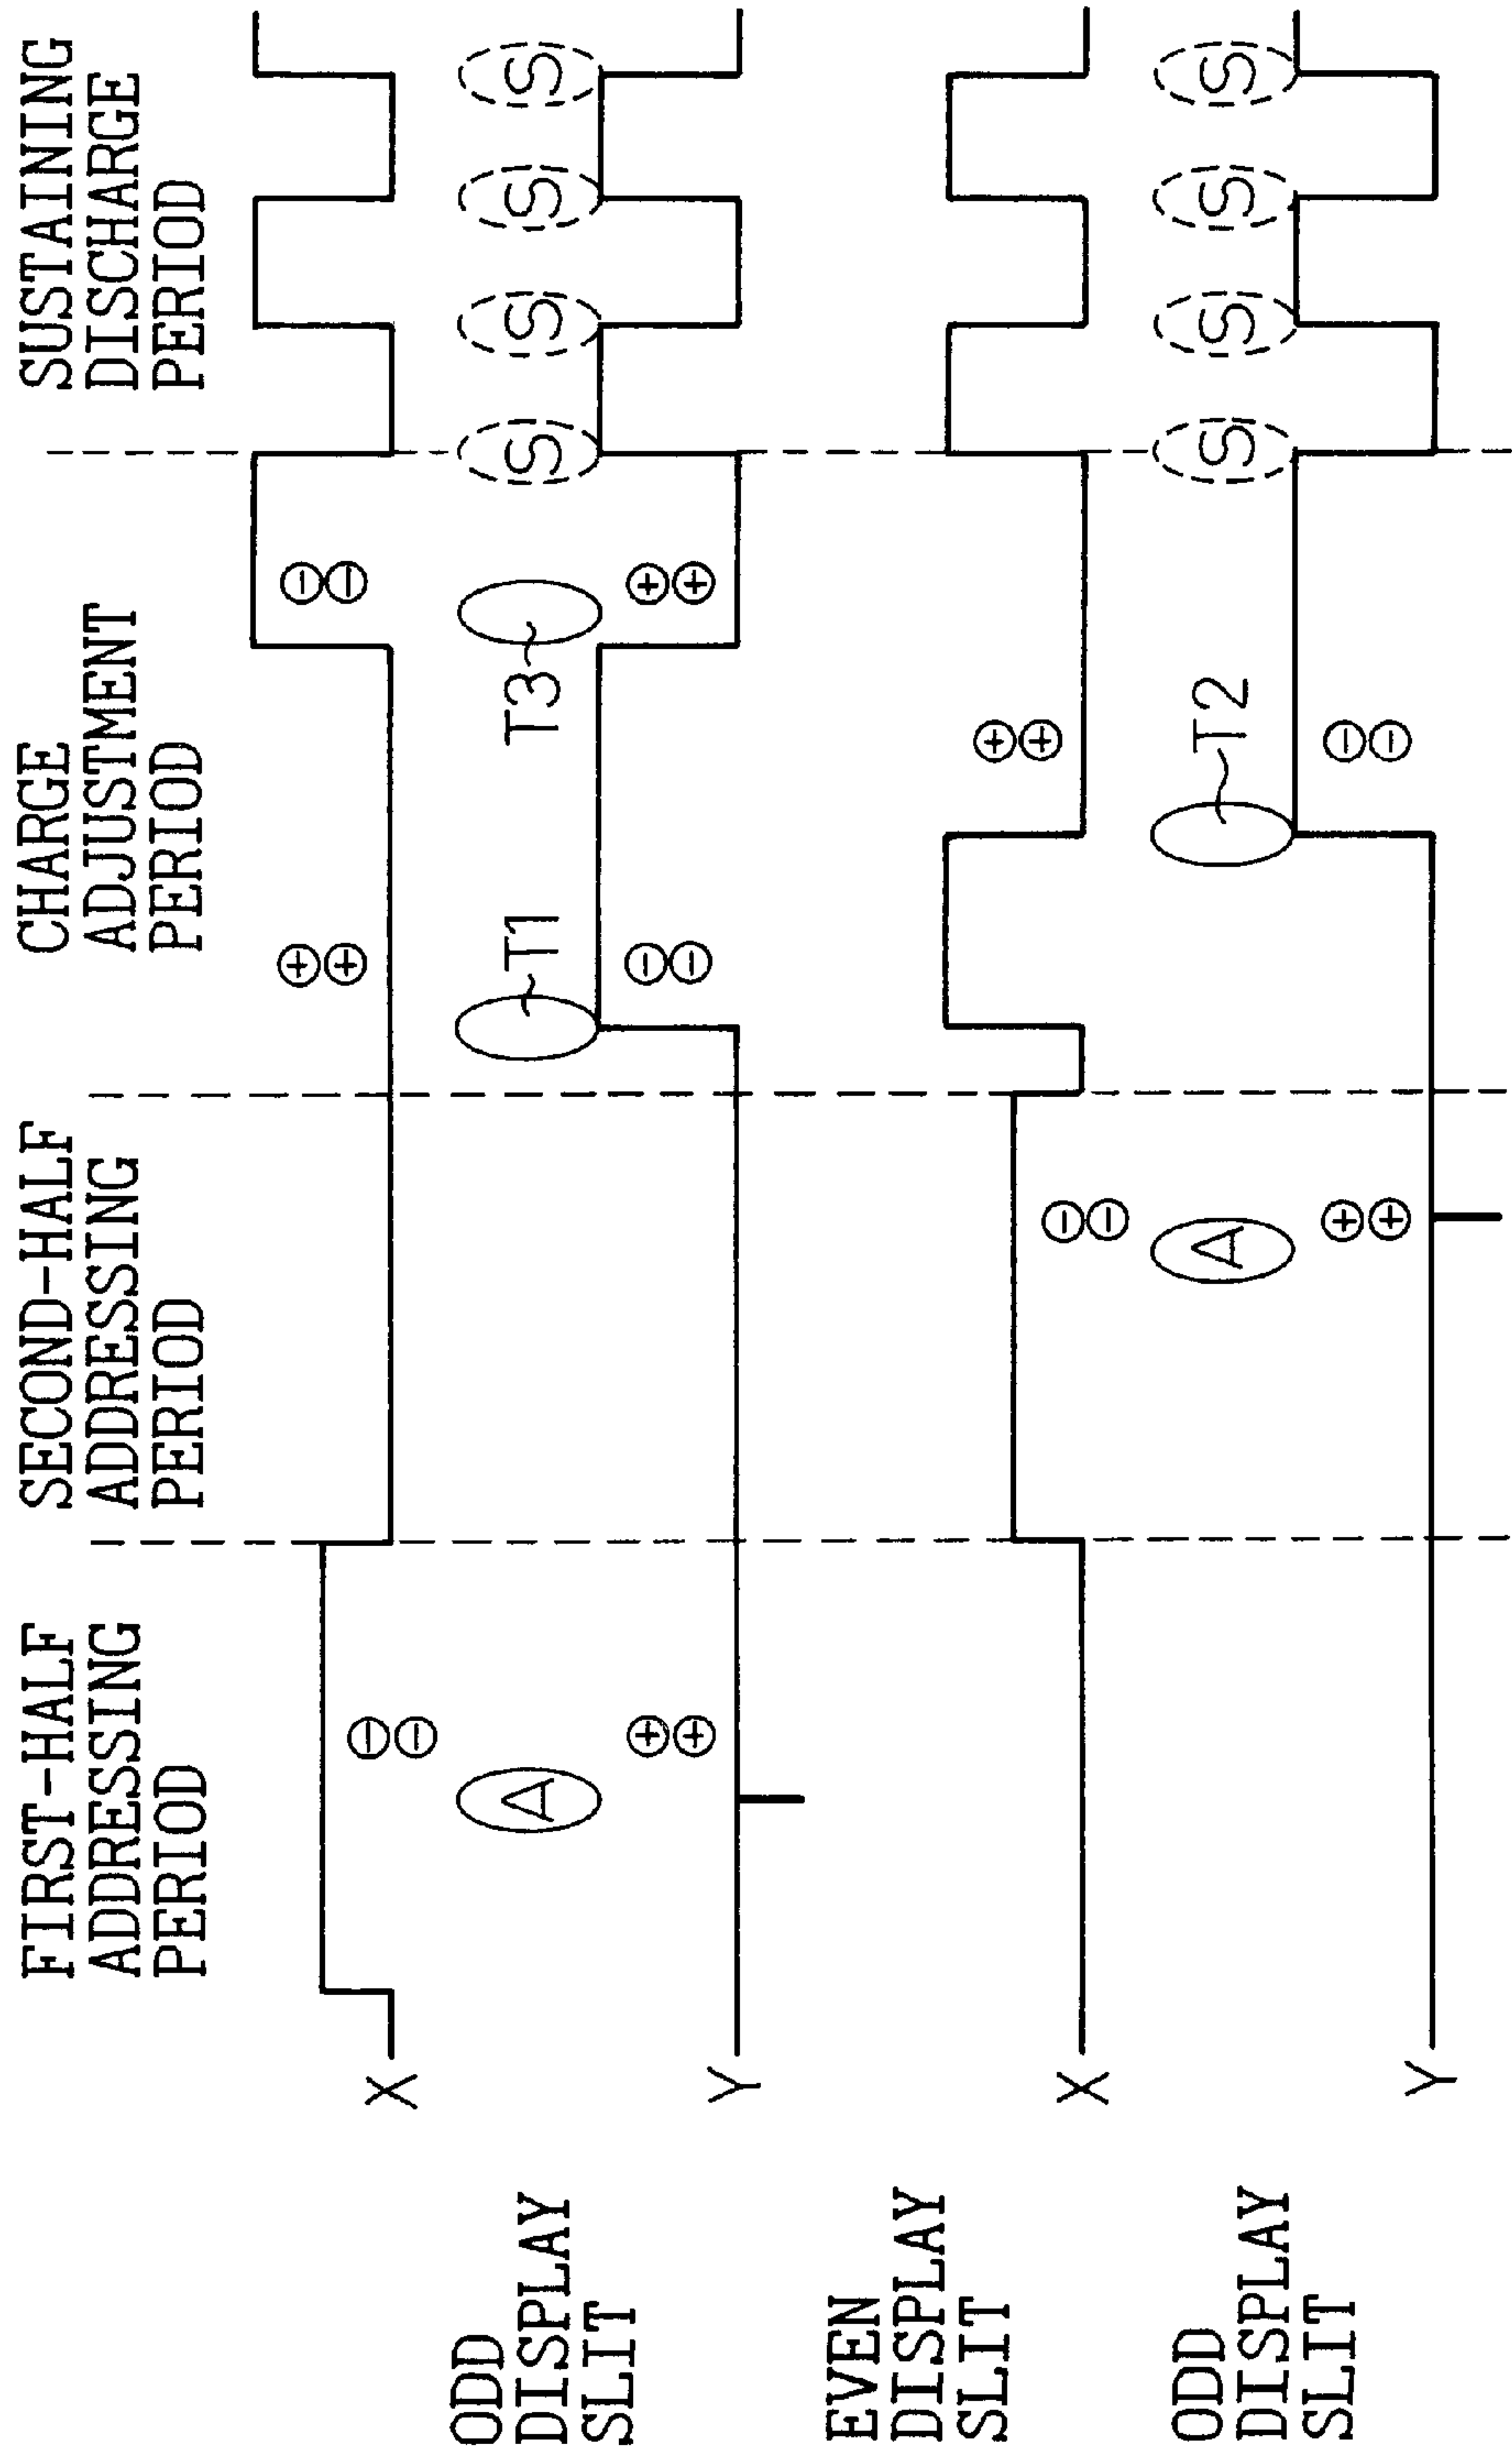 FIRST-HALF
ADDRESSING
PERIOD
SECOND-HALF
ADDRESSING
PERIOD
CHARGE
ADJUSTMENT
PERIOD
SUSTAINING
DISCHARGE
PERIOD
ODD
DISPLAY
SLIT
X
Y
A
⊖⊖
⊕⊕
⊕⊕
T1
⊖⊖
⊖⊖
T3
⊕⊕
S S S S
EVEN
DISPLAY
SLIT
ODD
DISPLAY
SLIT
X
Y
⊖⊖
A
⊕⊕
⊕⊕
T2
⊖⊖
S S S S